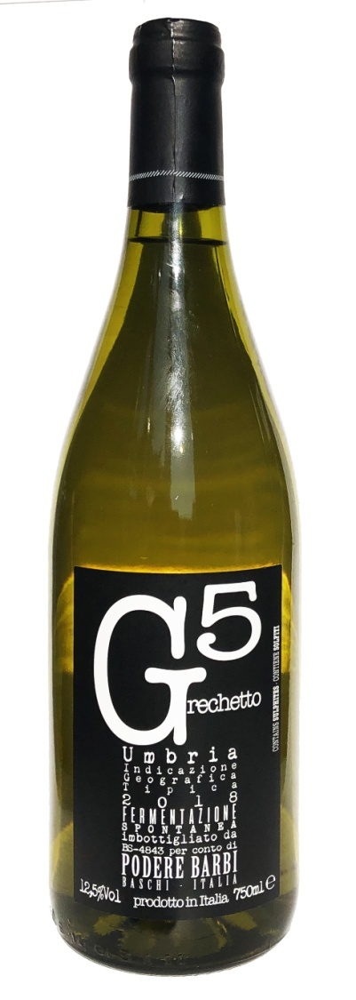 G5
Grechetto
Umbria
Indicazione
Geografica
Tipica
2018
FERMENTAZIONE
SPONTANEA
imbottigliato da
BS-4843 per conto di
PODERE BARBI
BASCHI - ITALIA
12,5%Vol prodotto in Italia 750ml e
CONTAINS SULPHITES - CONTIENE SOLFITI